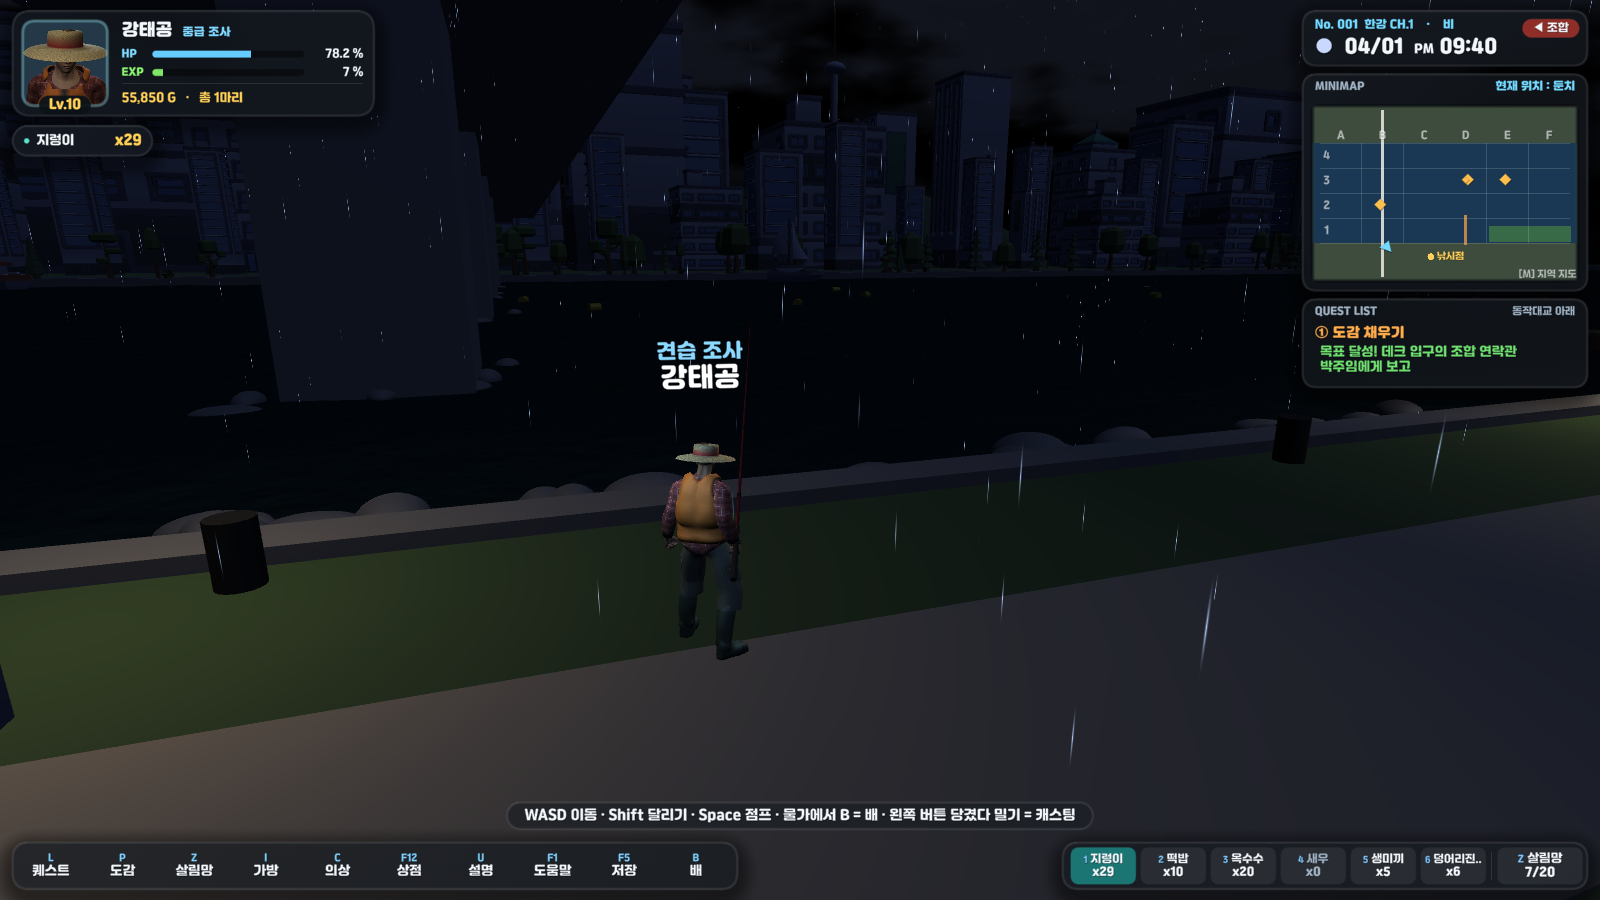 강태공 중급 조사
HP 78.2 %
EXP 7 %
Lv.10
55,850 G · 총 1마리
지렁이 x29
No. 001 한강 CH.1 · 비
◀ 조합
04/01 PM 09:40
MINIMAP 현재 위치 : 둔치
A B C D E F
4
3
2
1
낚시점
[M] 지역 지도
QUEST LIST 동작대교 아래
① 도감 채우기
목표 달성! 데크 입구의 조합 연락관
박주임에게 보고
견습 조사
강태공
WASD 이동 · Shift 달리기 · Space 점프 · 물가에서 B = 배 · 왼쪽 버튼 당겼다 밀기 = 캐스팅
L P Z I C F12 U F1 F5 B
퀘스트 도감 살림망 가방 의상 상점 설명 도움말 저장 배
1 지렁이 2 떡밥 3 옥수수 4 새우 5 생미끼 6 덩어리진.. Z 살림망
x29 x10 x20 x0 x5 x6 7/20